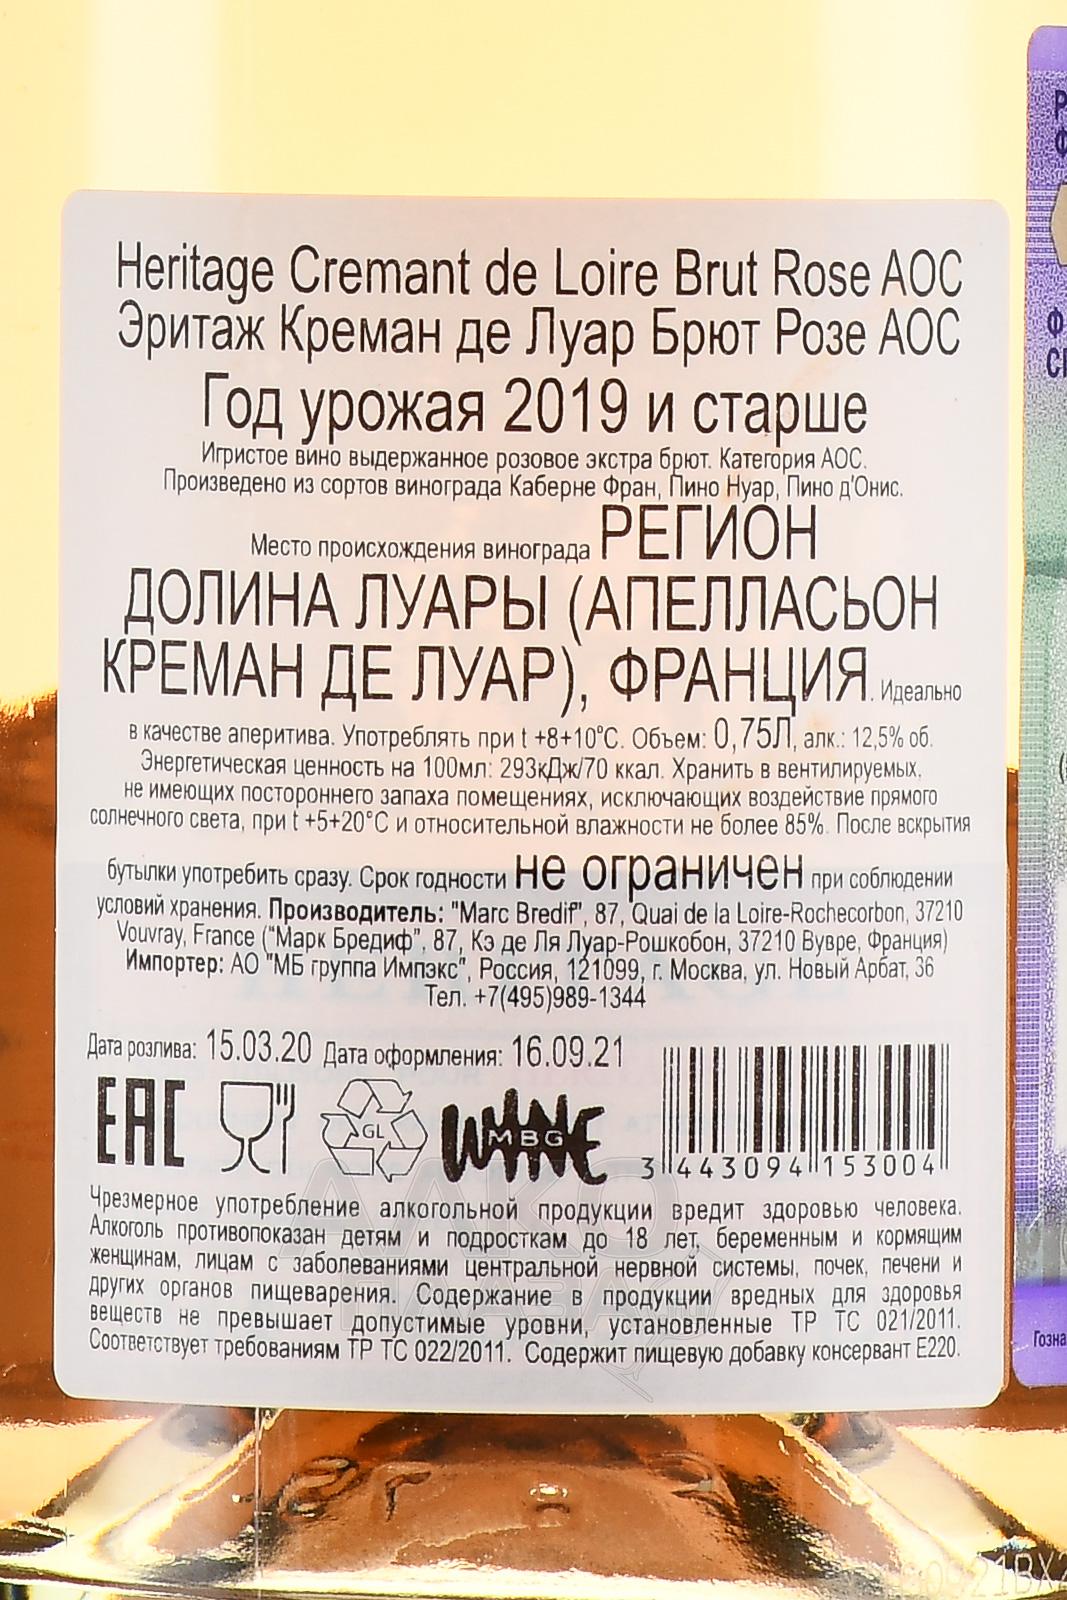 Heritage Cremant de Loire Brut Rose AOC
Эритаж Креман де Луар Брют Розе АОС
Год урожая 2019 и старше
Игристое вино выдержанное розовое экстра брют. Категория АОС.
Произведено из сортов винограда Каберне Фран, Пино Нуар, Пино д'Онис.
Место происхождения винограда РЕГИОН
ДОЛИНА ЛУАРЫ (АПЕЛЛАСЬОН
КРЕМАН ДЕ ЛУАР), ФРАНЦИЯ. Идеально
в качестве аперитива. Употреблять при t +8+10°С. Объем: 0,75Л, алк.: 12,5% об.
Энергетическая ценность на 100мл: 293кДж/70 ккал. Хранить в вентилируемых,
не имеющих постороннего запаха помещениях, исключающих воздействие прямого
солнечного света, при t +5+20°С и относительной влажности не более 85%. После вскрытия
бутылки употребить сразу. Срок годности не ограничен при соблюдении
условий хранения. Производитель: "Marc Bredif", 87, Quai de la Loire-Rochecorbon, 37210
Vouvray, France ("Марк Бредиф", 87, Кэ де Ля Луар-Рошкобон, 37210 Вувре, Франция)
Импортер: АО "МБ группа Импэкс", Россия, 121099, г. Москва, ул. Новый Арбат, 36
Тел. +7(495)989-1344
Дата розлива: 15.03.20 Дата оформления: 16.09.21
EAC
GL
WINE
MBG
3 443094 153004
Чрезмерное употребление алкогольной продукции вредит здоровью человека.
Алкоголь противопоказан детям и подросткам до 18 лет, беременным и кормящим
женщинам, лицам с заболеваниями центральной нервной системы, почек, печени и
других органов пищеварения. Содержание в продукции вредных для здоровья
веществ не превышает допустимые уровни, установленные ТР ТС 021/2011.
Соответствует требованиям ТР ТС 022/2011. Содержит пищевую добавку консервант Е220.